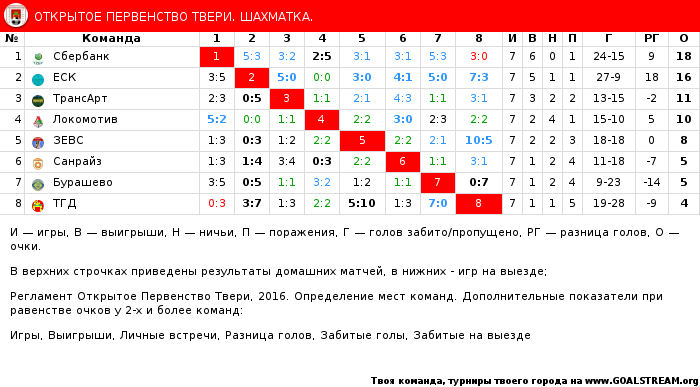 ОТКРЫТОЕ ПЕРВЕНСТВО ТВЕРИ. ШАХМАТКА.
№ Команда 1 2 3 4 5 6 7 8 И В Н П Г РГ О
1 Сбербанк 1 5:3 3:2 2:5 3:1 3:1 5:3 3:0 7 6 0 1 24-15 9 18
2 ЕСК 3:5 2 5:0 0:0 3:0 4:1 5:0 7:3 7 5 1 1 27-9 18 16
3 ТрансАрт 2:3 0:5 3 1:1 2:1 4:3 1:1 3:1 7 3 2 2 13-15 -2 11
4 Локомотив 5:2 0:0 1:1 4 2:2 3:0 2:3 2:2 7 2 4 1 15-10 5 10
5 ЗЕВС 1:3 0:3 1:2 2:2 5 2:2 2:1 10:5 7 2 2 3 18-18 0 8
6 Санрайз 1:3 1:4 3:4 0:3 2:2 6 1:1 3:1 7 1 2 4 11-18 -7 5
7 Бурашево 3:5 0:5 1:1 3:2 1:2 1:1 7 0:7 7 1 2 4 9-23 -14 5
8 ТГД 0:3 3:7 1:3 2:2 5:10 1:3 7:0 8 7 1 1 5 19-28 -9 4
И — игры, В — выигрыши, Н — ничьи, П — поражения, Г — голов забито/пропущено, РГ — разница голов, О —
очки.
В верхних строчках приведены результаты домашних матчей, в нижних - игр на выезде;
Регламент Открытое Первенство Твери, 2016. Определение мест команд. Дополнительные показатели при
равенстве очков у 2-х и более команд:
Игры, Выигрыши, Личные встречи, Разница голов, Забитые голы, Забитые на выезде
Твоя команда, турниры твоего города на www.GOALSTREAM.org